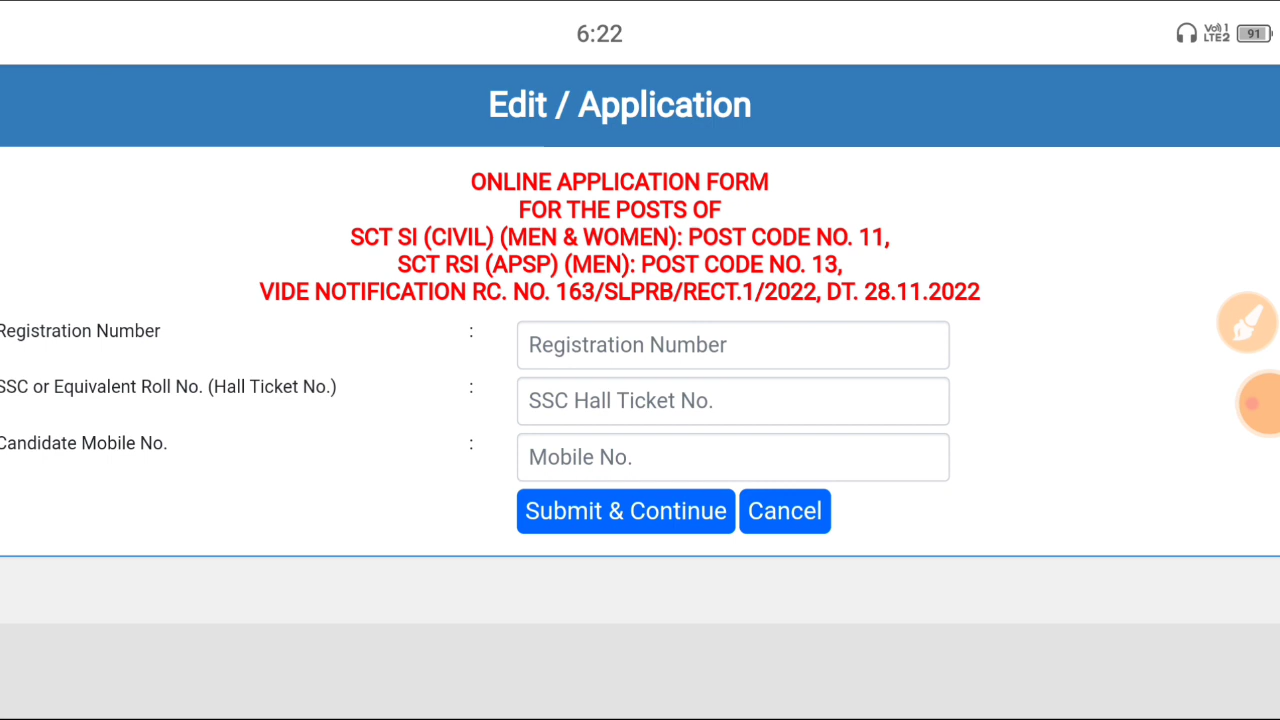 6:22
Vo)) 1
LTE2
91
Edit / Application
ONLINE APPLICATION FORM
FOR THE POSTS OF
SCT SI (CIVIL) (MEN & WOMEN): POST CODE NO. 11,
SCT RSI (APSP) (MEN): POST CODE NO. 13,
VIDE NOTIFICATION RC. NO. 163/SLPRB/RECT.1/2022, DT. 28.11.2022
Registration Number : Registration Number
SSC or Equivalent Roll No. (Hall Ticket No.) : SSC Hall Ticket No.
Candidate Mobile No. : Mobile No.
Submit & Continue Cancel